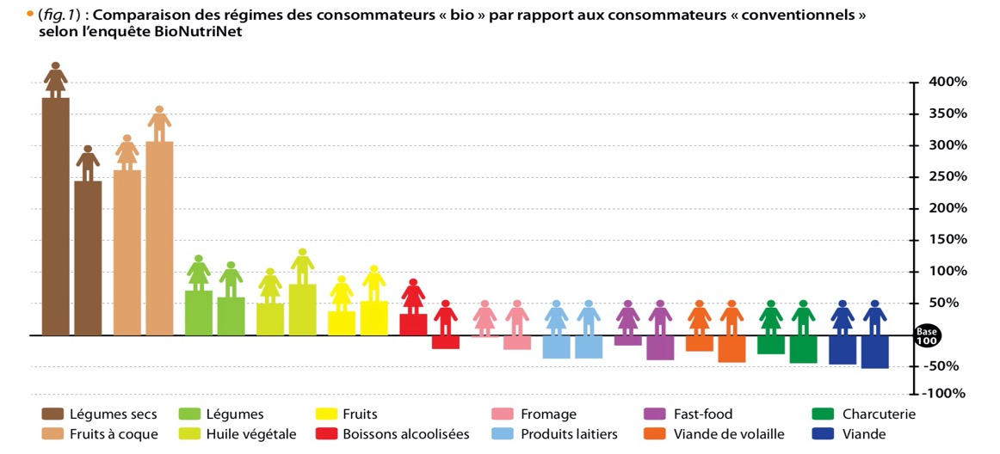 • (fig.1) : Comparaison des régimes des consommateurs « bio » par rapport aux consommateurs « conventionnels »
selon l'enquête BioNutriNet
400%
350%
300%
250%
200%
150%
100%
50%
Base
100
-50%
-100%
Légumes secs
Légumes
Fruits
Fromage
Fast-food
Charcuterie
Fruits à coque
Huile végétale
Boissons alcoolisées
Produits laitiers
Viande de volaille
Viande